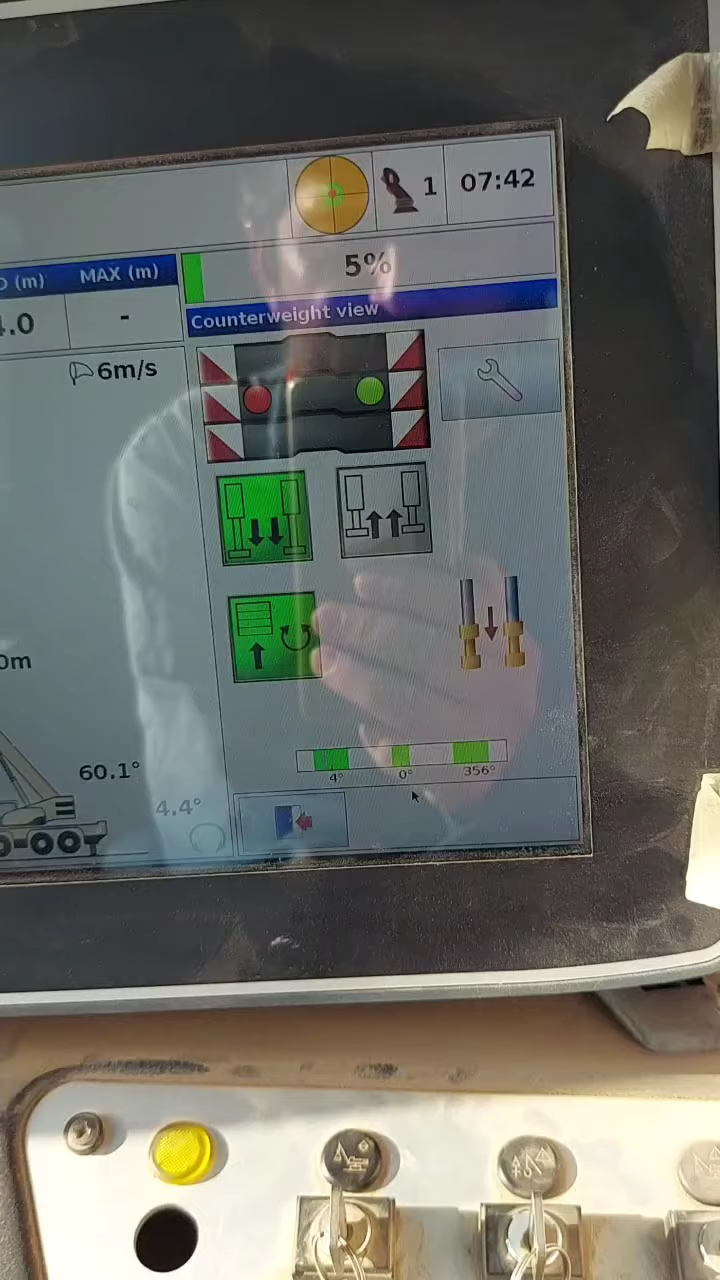 1 07:42
(m) MAX (m)
5%
.0 -
Counterweight view
6m/s
0m
60.1°
4.4°
4° 0° 356°